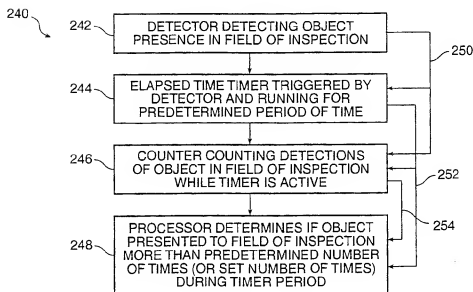 240
242
DETECTOR DETECTING OBJECT
PRESENCE IN FIELD OF INSPECTION
250
244
ELAPSED TIME TIMER TRIGGERED BY
DETECTOR AND RUNNING FOR
PREDETERMINED PERIOD OF TIME
246
COUNTER COUNTING DETECTIONS
OF OBJECT IN FIELD OF INSPECTION
WHILE TIMER IS ACTIVE
252
254
248
PROCESSOR DETERMINES IF OBJECT
PRESENTED TO FIELD OF INSPECTION
MORE THAN PREDETERMINED NUMBER
OF TIMES (OR SET NUMBER OF TIMES)
DURING TIMER PERIOD